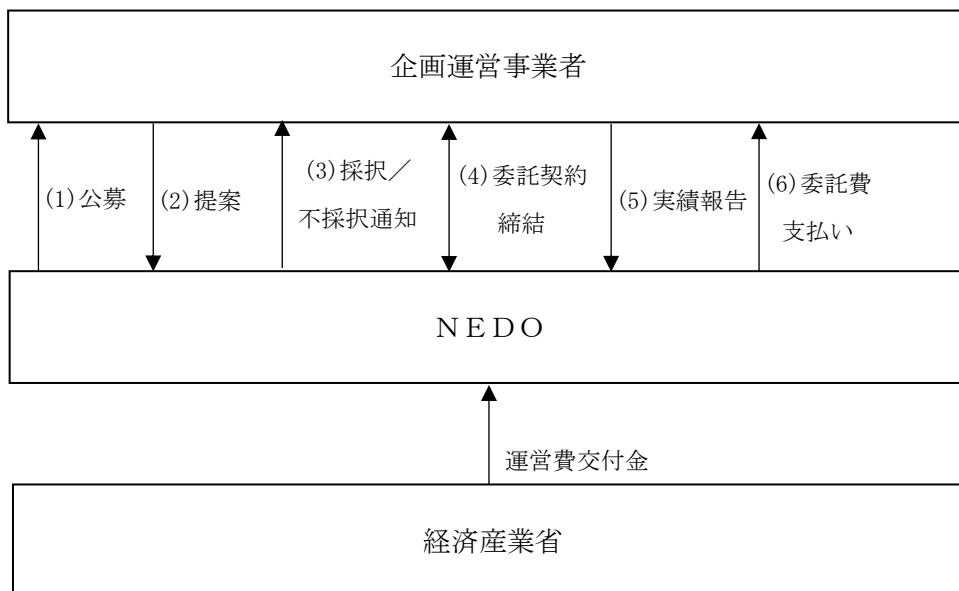 企画運営事業者
(1)公募
(2)提案
(3)採択／
不採択通知
(4)委託契約
締結
(5)実績報告
(6)委託費
支払い
ＮＥＤＯ
運営費交付金
経済産業省